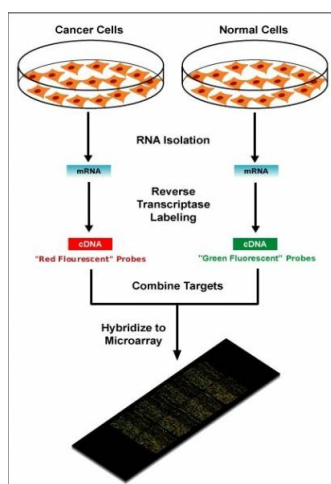 Cancer Cells
Normal Cells
RNA Isolation
mRNA
mRNA
Reverse
Transcriptase
Labeling
cDNA
cDNA
"Red Flourescent" Probes
"Green Fluorescent" Probes
Combine Targets
Hybridize to
Microarray